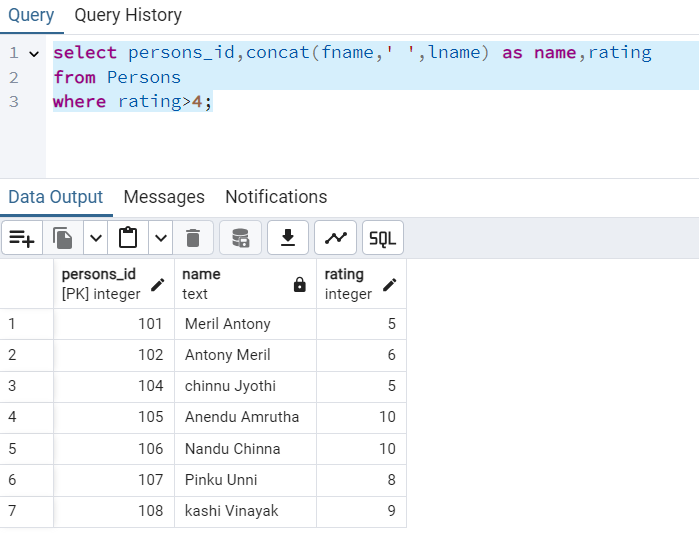 Query Query History
1 select persons_id,concat(fname,' ',lname) as name,rating
2 from Persons
3 where rating>4;
Data Output Messages Notifications
SQL
persons_id name rating
[PK] integer text integer
1 101 Meril Antony 5
2 102 Antony Meril 6
3 104 chinnu Jyothi 5
4 105 Anendu Amrutha 10
5 106 Nandu Chinna 10
6 107 Pinku Unni 8
7 108 kashi Vinayak 9